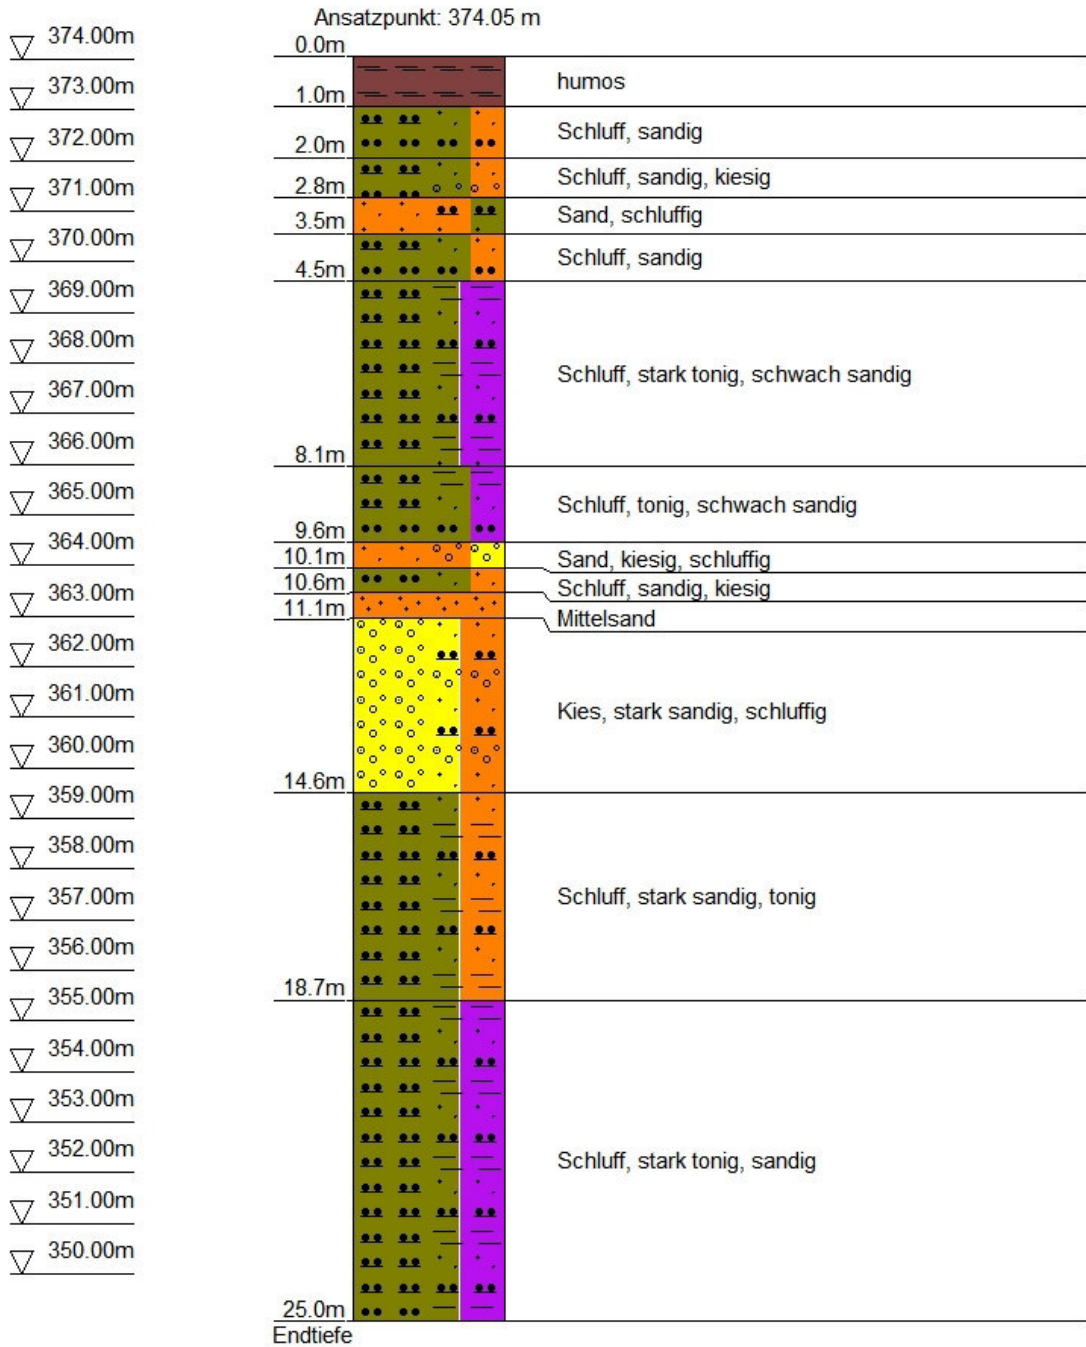 Ansatzpunkt: 374.05 m
374.00m
0.0m
humos
373.00m
1.0m
Schluff, sandig
372.00m
2.0m
Schluff, sandig, kiesig
371.00m
2.8m
Sand, schluffig
3.5m
370.00m
Schluff, sandig
4.5m
369.00m
368.00m
Schluff, stark tonig, schwach sandig
367.00m
366.00m
8.1m
365.00m
Schluff, tonig, schwach sandig
9.6m
364.00m
10.1m
Sand, kiesig, schluffig
10.6m
Schluff, sandig, kiesig
363.00m
11.1m
Mittelsand
362.00m
361.00m
Kies, stark sandig, schluffig
360.00m
14.6m
359.00m
358.00m
Schluff, stark sandig, tonig
357.00m
356.00m
18.7m
355.00m
354.00m
353.00m
352.00m
Schluff, stark tonig, sandig
351.00m
350.00m
25.0m
Endtiefe